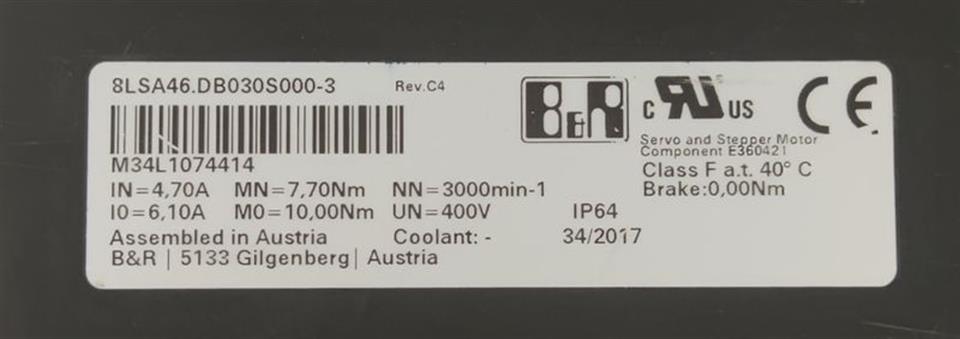 8LSA46.DB030S000-3 Rev.C4
B&R
c RU US
CE
Servo and Stepper Motor
Component E360421
M34L1074414
Class F a.t. 40° C
IN=4,70A MN=7,70Nm NN=3000min-1
Brake:0,00Nm
I0=6,10A M0=10,00Nm UN=400V IP64
Assembled in Austria Coolant: - 34/2017
B&R | 5133 Gilgenberg | Austria